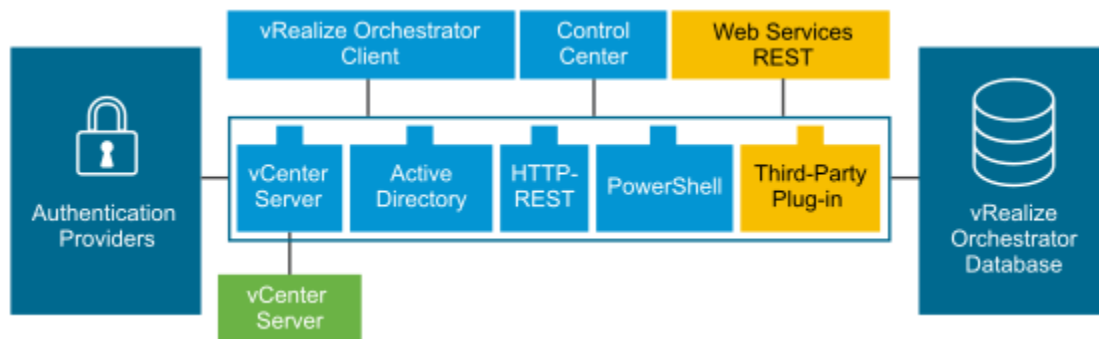 vRealize Orchestrator
Client
Control
Center
Web Services
REST
Authentication
Providers
vCenter
Server
Active
Directory
HTTP-
REST
PowerShell
Third-Party
Plug-in
vRealize
Orchestrator
Database
vCenter
Server